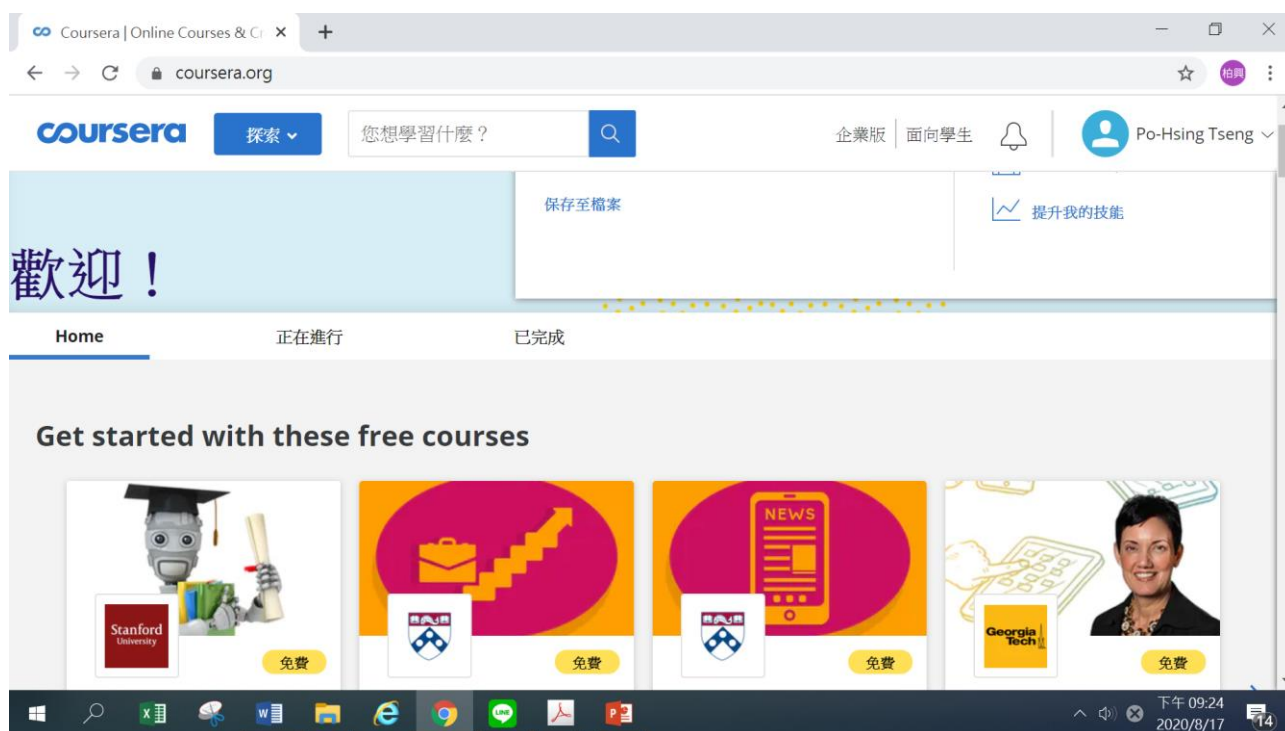 Coursera | Online Courses & C
coursera.org
柏興
coursera
探索
您想學習什麼？
企業版
面向學生
Po-Hsing Tseng
保存至檔案
提升我的技能
歡迎！
Home
正在進行
已完成
Get started with these free courses
NEWS
Stanford
University
Georgia
Tech
免費
免費
免費
免費
下午 09:24
2020/8/17
14
LINE